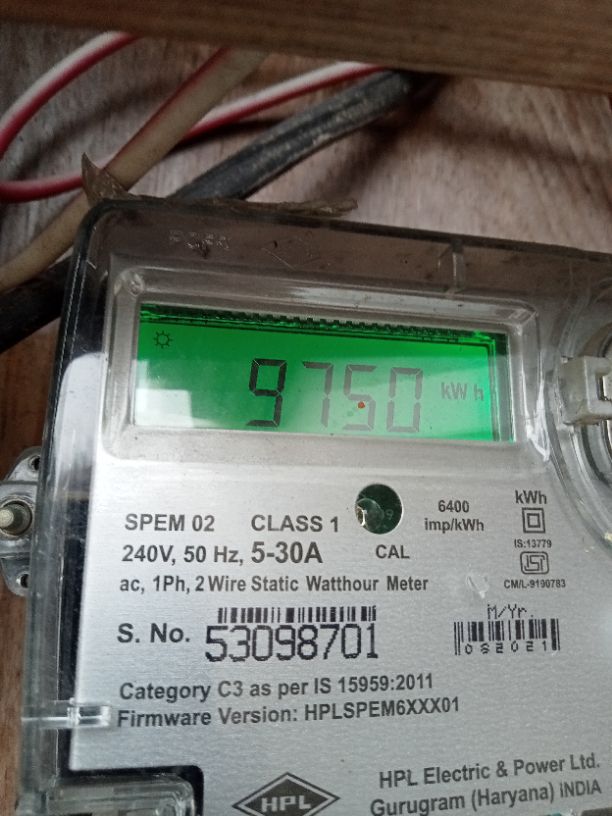 9750 kWh
SPEM 02 CLASS 1
6400 imp/kWh
kWh
240V, 50 Hz, 5-30A
CAL
IS:13779
ac, 1Ph, 2 Wire Static Watthour Meter
CM/L-9190783
S. No. 53098701
M/Yr.
062021
Category C3 as per IS 15959:2011
Firmware Version: HPLSPEM6XXX01
HPL
HPL Electric & Power Ltd.
Gurugram (Haryana) INDIA